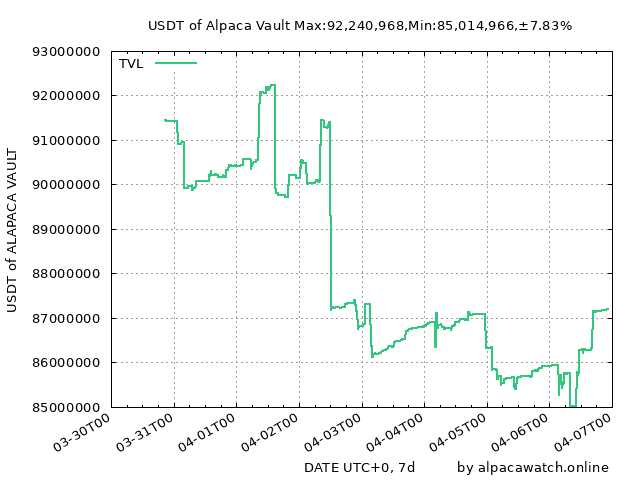 USDT of Alpaca Vault Max:92,240,968,Min:85,014,966,±7.83%
93000000
TVL
92000000
91000000
90000000
89000000
88000000
87000000
86000000
85000000
USDT of ALAPACA VAULT
03-30T00
03-31T00
04-01T00
04-02T00
04-03T00
04-04T00
04-05T00
04-06T00
04-07T00
DATE UTC+0, 7d
by alpacawatch.online